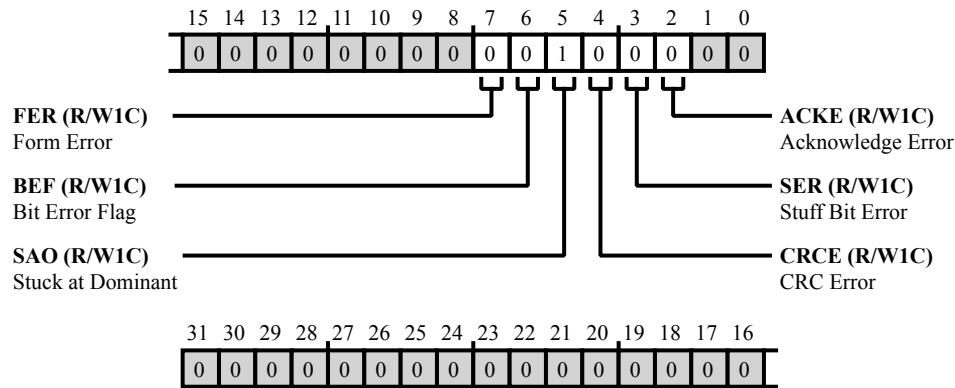 15 14 13 12 11 10 9 8 7 6 5 4 3 2 1 0
0 0 0 0 0 0 0 0 0 0 1 0 0 0 0 0
FER (R/W1C)
Form Error
ACKE (R/W1C)
Acknowledge Error
BEF (R/W1C)
Bit Error Flag
SER (R/W1C)
Stuff Bit Error
SAO (R/W1C)
Stuck at Dominant
CRCE (R/W1C)
CRC Error
31 30 29 28 27 26 25 24 23 22 21 20 19 18 17 16
0 0 0 0 0 0 0 0 0 0 0 0 0 0 0 0